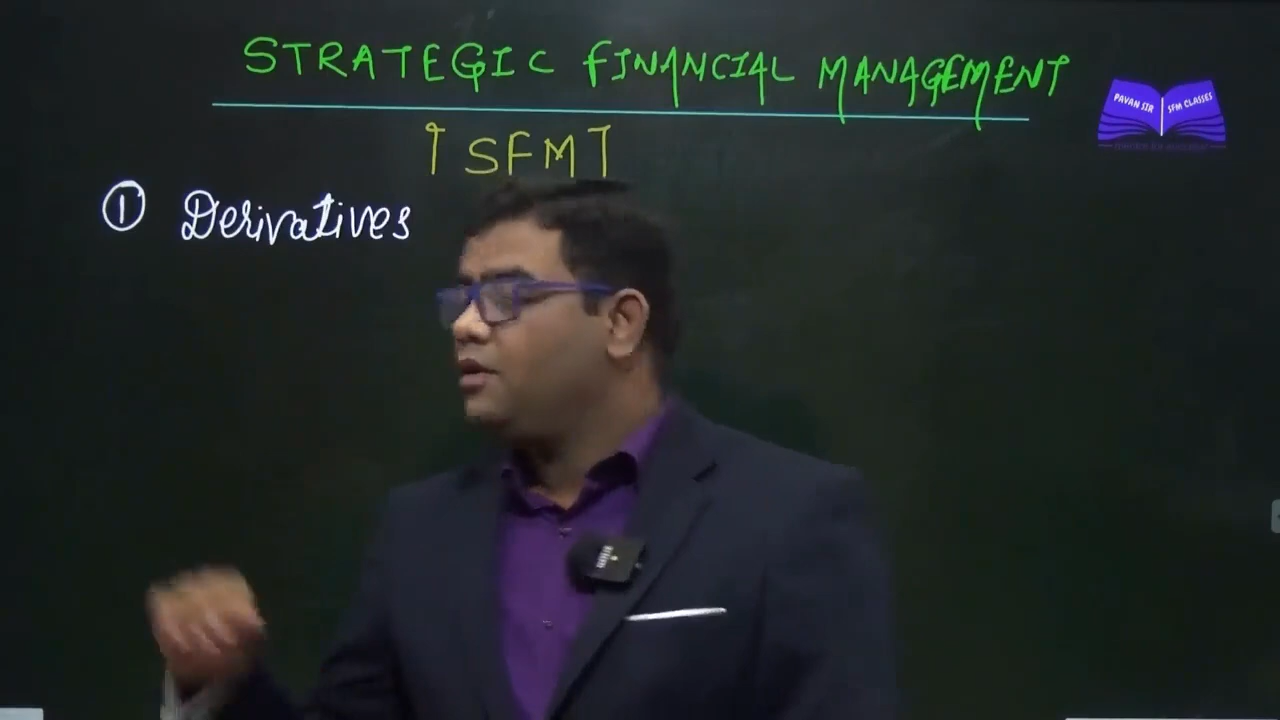 STRATEGIC FINANCIAL MANAGEMENT
PAVAN SIR SFM CLASSES
[SFM]
① Derivatives